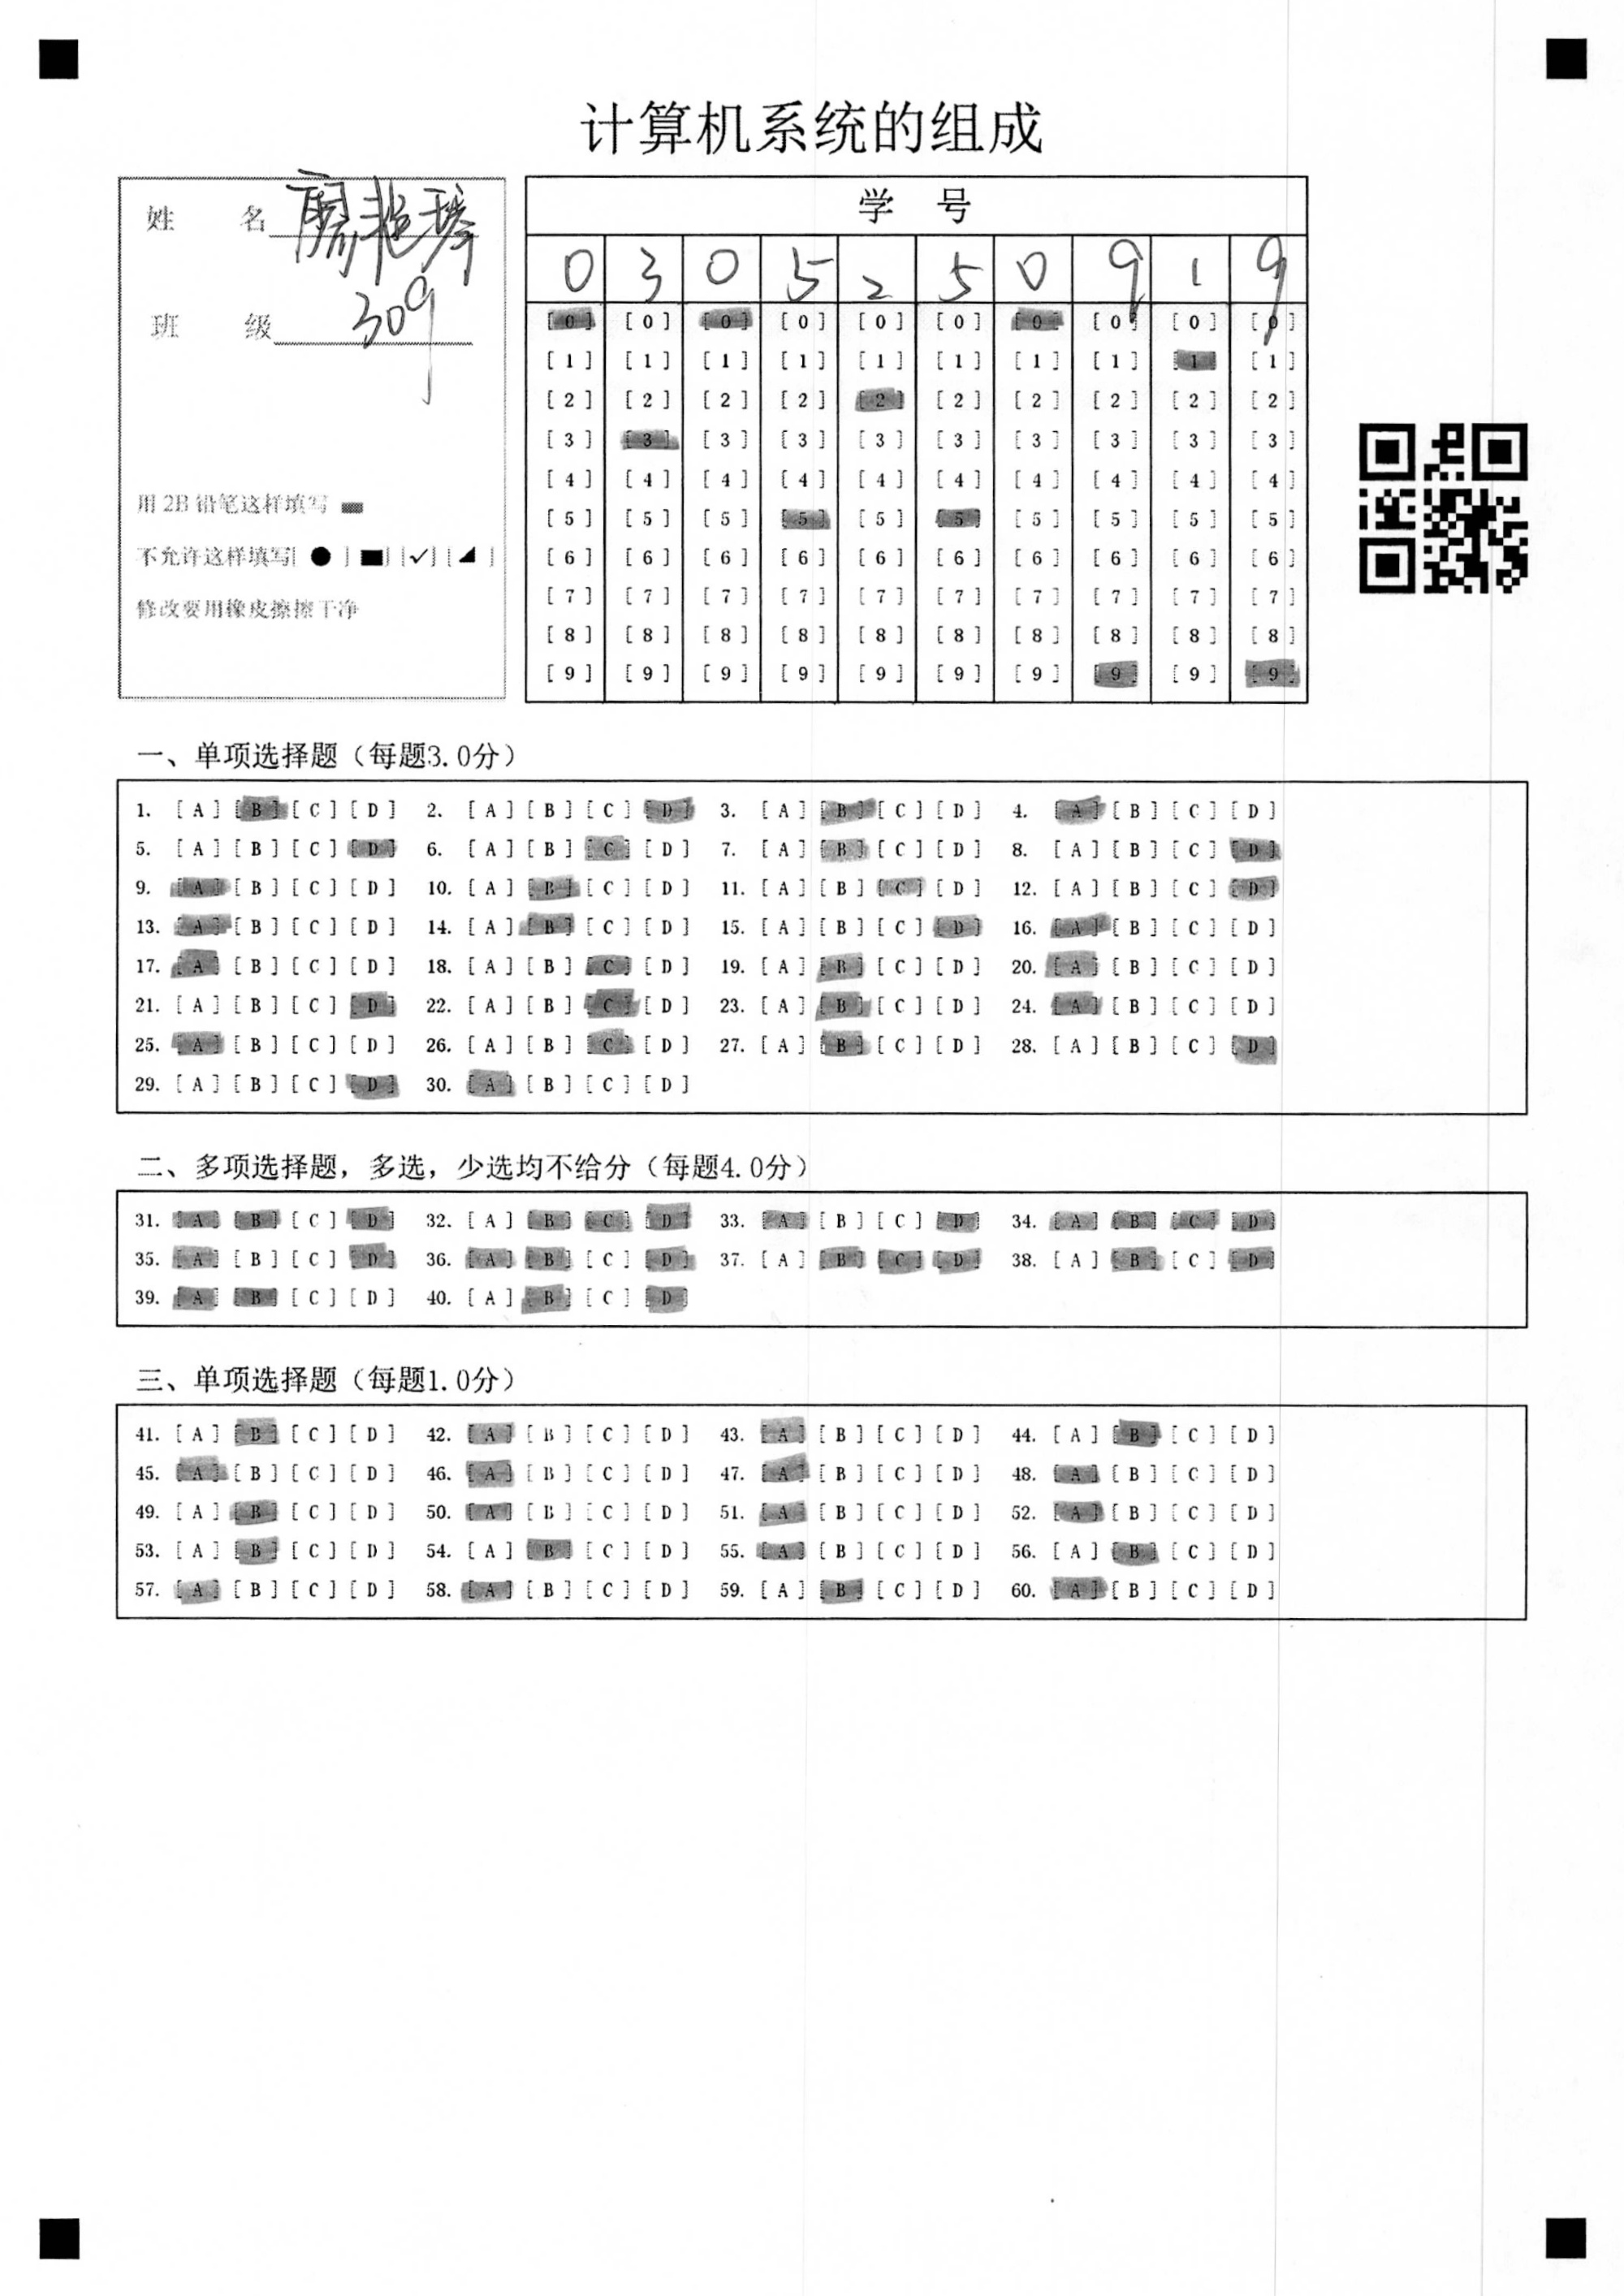 计算机系统的组成
姓 名 廖
班 级 309
用2B铅笔这样填写
不允许这样填写[●][■][✓][◢]
修改要用橡皮擦擦干净
学 号
0 3 0 5 2 5 0 9 1 9
[0] [0] [0] [0] [0] [0] [0] [0] [0] [0]
[1] [1] [1] [1] [1] [1] [1] [1] [1] [1]
[2] [2] [2] [2] [2] [2] [2] [2] [2] [2]
[3] [3] [3] [3] [3] [3] [3] [3] [3] [3]
[4] [4] [4] [4] [4] [4] [4] [4] [4] [4]
[5] [5] [5] [5] [5] [5] [5] [5] [5] [5]
[6] [6] [6] [6] [6] [6] [6] [6] [6] [6]
[7] [7] [7] [7] [7] [7] [7] [7] [7] [7]
[8] [8] [8] [8] [8] [8] [8] [8] [8] [8]
[9] [9] [9] [9] [9] [9] [9] [9] [9] [9]
一、单项选择题（每题3.0分）
1. [A][B][C][D] 2. [A][B][C][D] 3. [A][B][C][D] 4. [A][B][C][D]
5. [A][B][C][D] 6. [A][B][C][D] 7. [A][B][C][D] 8. [A][B][C][D]
9. [A][B][C][D] 10. [A][B][C][D] 11. [A][B][C][D] 12. [A][B][C][D]
13. [A][B][C][D] 14. [A][B][C][D] 15. [A][B][C][D] 16. [A][B][C][D]
17. [A][B][C][D] 18. [A][B][C][D] 19. [A][B][C][D] 20. [A][B][C][D]
21. [A][B][C][D] 22. [A][B][C][D] 23. [A][B][C][D] 24. [A][B][C][D]
25. [A][B][C][D] 26. [A][B][C][D] 27. [A][B][C][D] 28. [A][B][C][D]
29. [A][B][C][D] 30. [A][B][C][D]
二、多项选择题，多选，少选均不给分（每题4.0分）
31. [A][B][C][D] 32. [A][B][C][D] 33. [A][B][C][D] 34. [A][B][C][D]
35. [A][B][C][D] 36. [A][B][C][D] 37. [A][B][C][D] 38. [A][B][C][D]
39. [A][B][C][D] 40. [A][B][C][D]
三、单项选择题（每题1.0分）
41. [A][B][C][D] 42. [A][B][C][D] 43. [A][B][C][D] 44. [A][B][C][D]
45. [A][B][C][D] 46. [A][B][C][D] 47. [A][B][C][D] 48. [A][B][C][D]
49. [A][B][C][D] 50. [A][B][C][D] 51. [A][B][C][D] 52. [A][B][C][D]
53. [A][B][C][D] 54. [A][B][C][D] 55. [A][B][C][D] 56. [A][B][C][D]
57. [A][B][C][D] 58. [A][B][C][D] 59. [A][B][C][D] 60. [A][B][C][D]